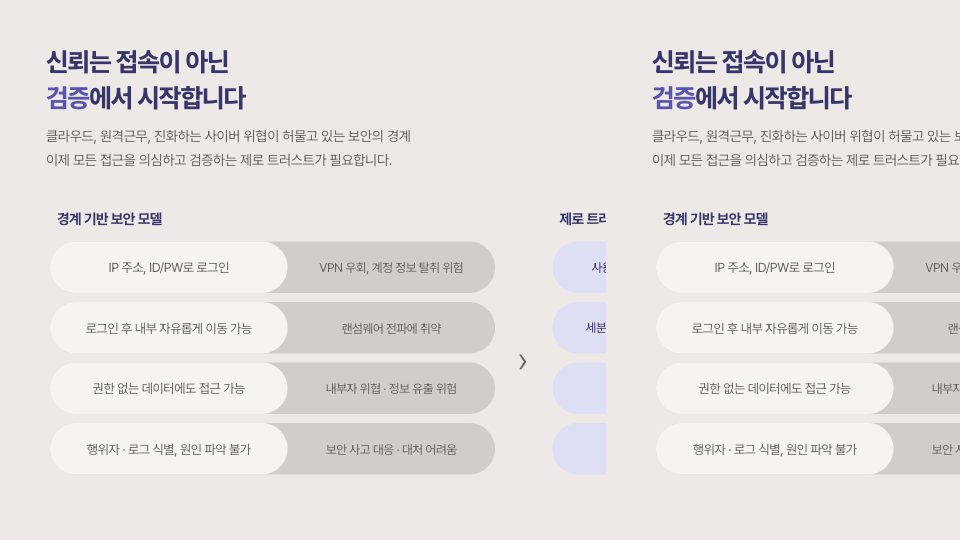 신뢰는 접속이 아닌
검증에서 시작합니다
클라우드, 원격근무, 진화하는 사이버 위협이 허물고 있는 보안의 경계
이제 모든 접근을 의심하고 검증하는 제로 트러스트가 필요합니다.
경계 기반 보안 모델
IP 주소, ID/PW로 로그인
VPN 우회, 계정 정보 탈취 위험
로그인 후 내부 자유롭게 이동 가능
랜섬웨어 전파에 취약
권한 없는 데이터에도 접근 가능
내부자 위협 · 정보 유출 위험
행위자 · 로그 식별, 원인 파악 불가
보안 사고 대응 · 대처 어려움
제로
신뢰는 접속이 아닌
검증에서 시작합니다
클라우드, 원격근무, 진화하는 사이버 위협이 허물고 있는
이제 모든 접근을 의심하고 검증하는 제로 트러스트가
경계 기반 보안 모델
IP 주소, ID/PW로 로그인
VPN
로그인 후 내부 자유롭게 이동 가능
권한 없는 데이터에도 접근 가능
행위자 · 로그 식별, 원인 파악 불가
보안